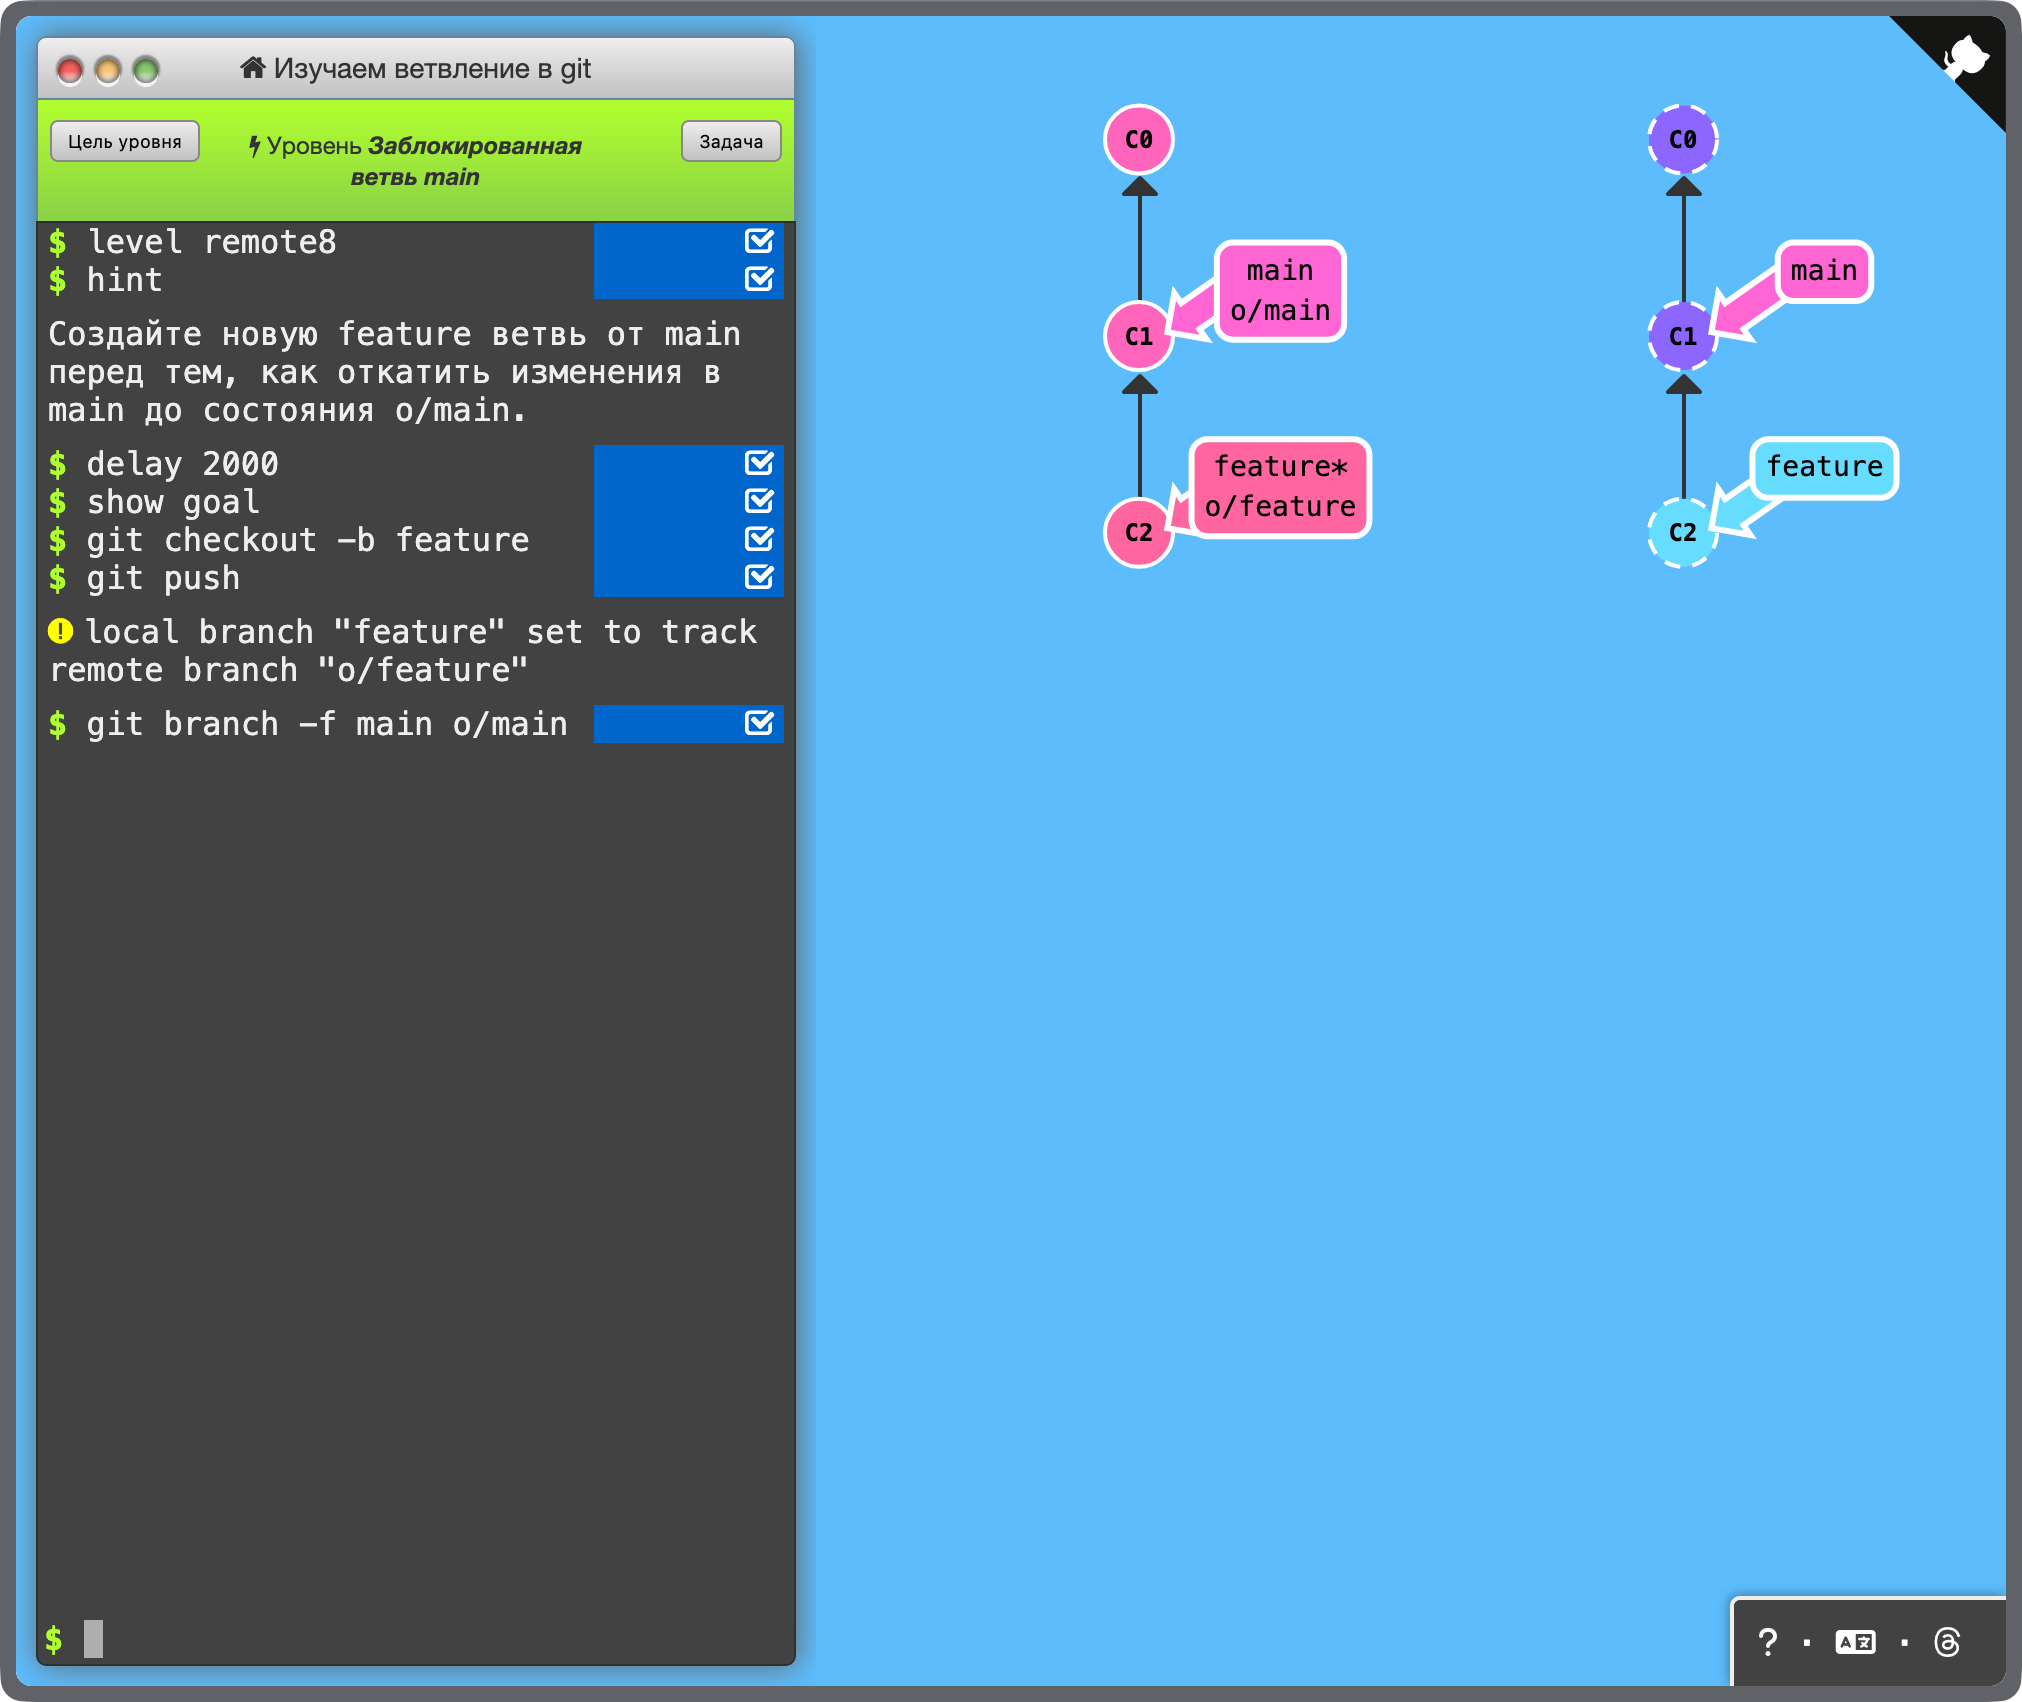 Изучаем ветвление в git
Цель уровня
Уровень Заблокированная
ветвь main
Задача
$ level remote8
$ hint
Создайте новую feature ветвь от main
перед тем, как откатить изменения в
main до состояния o/main.
$ delay 2000
$ show goal
$ git checkout -b feature
$ git push
local branch "feature" set to track
remote branch "o/feature"
$ git branch -f main o/main
$
C0
main
o/main
C1
feature*
o/feature
C2
C0
main
C1
feature
C2
? · A文 ·